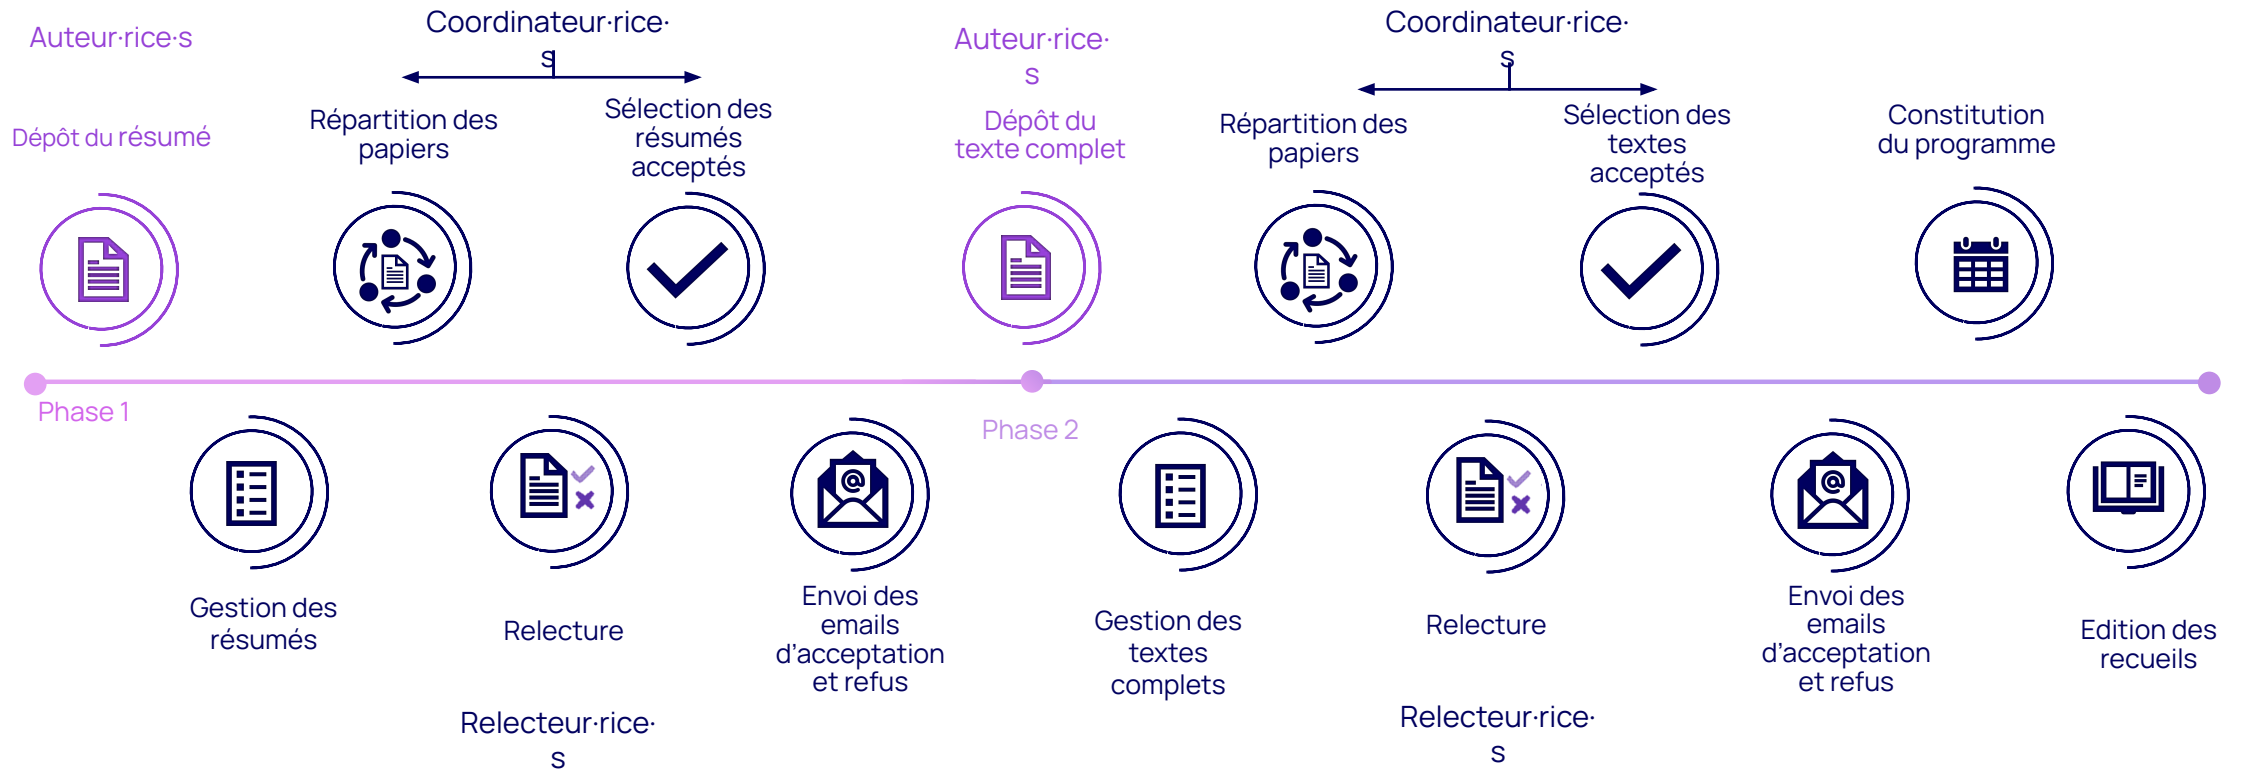 Auteur·rice·s
Coordinateur·rice·
s
Auteur·rice·
s
Coordinateur·rice·
s
Dépôt du résumé
Répartition des
papiers
Sélection des
résumés
acceptés
Dépôt du
texte complet
Répartition des
papiers
Sélection des
textes
acceptés
Constitution
du programme
Phase 1
Phase 2
@
@
Gestion des
résumés
Relecture
Envoi des
emails
d’acceptation
et refus
Gestion des
textes
complets
Relecture
Envoi des
emails
d’acceptation
et refus
Edition des
recueils
Relecteur·rice·
s
Relecteur·rice·
s